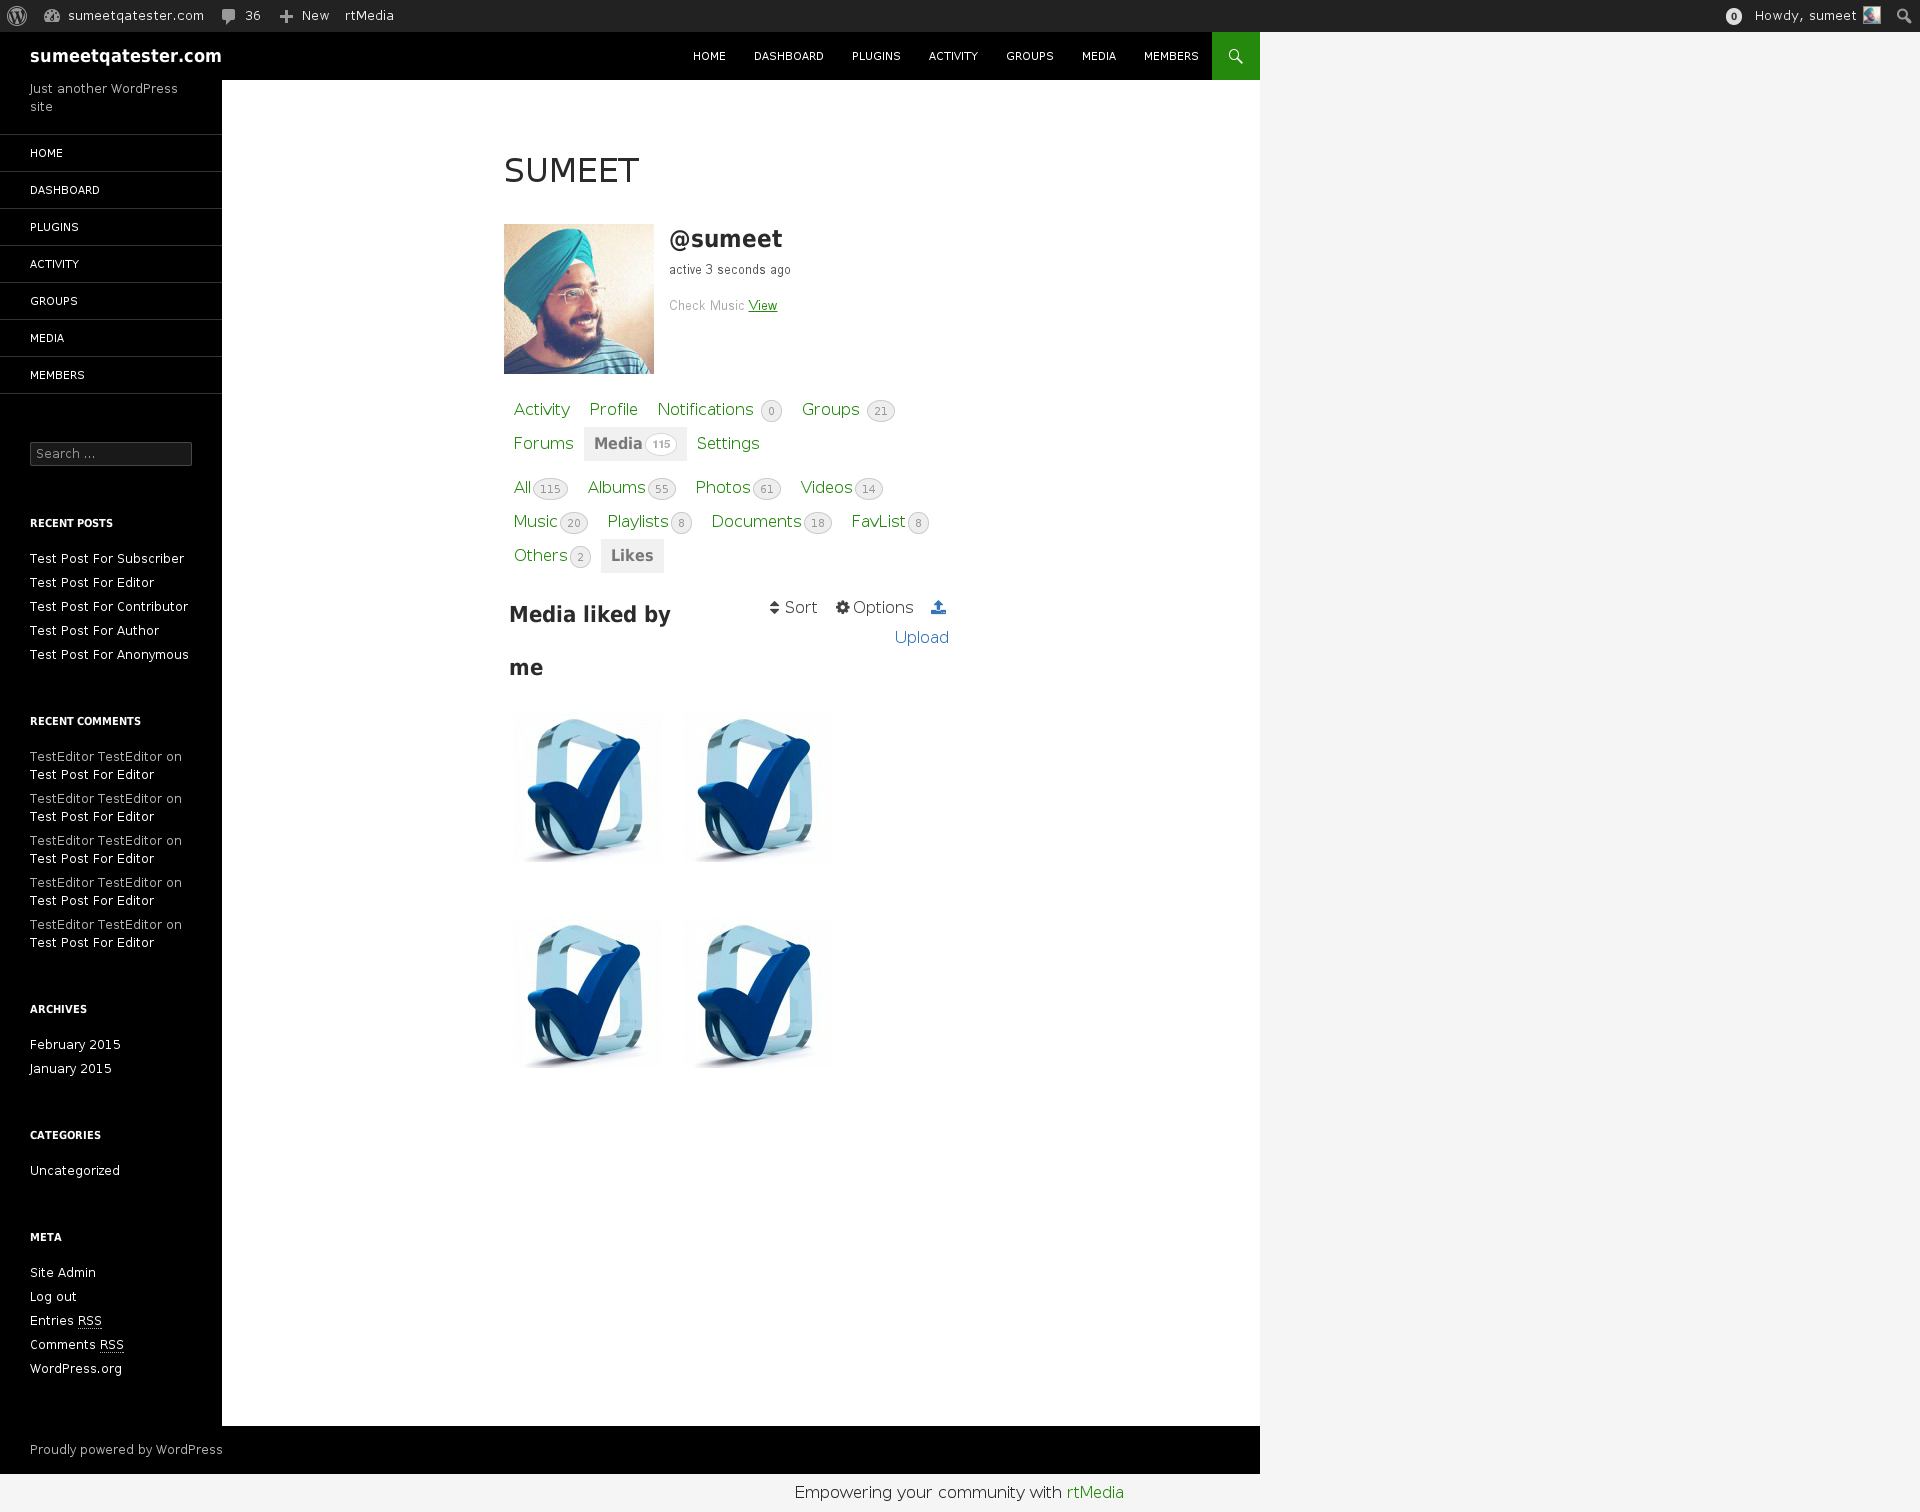 sumeetqatester.com 36 New rtMedia 0 Howdy, sumeet
sumeetqatester.com HOME DASHBOARD PLUGINS ACTIVITY GROUPS MEDIA MEMBERS
Just another WordPress
site
HOME
DASHBOARD
PLUGINS
ACTIVITY
GROUPS
MEDIA
MEMBERS
Search ...
RECENT POSTS
Test Post For Subscriber
Test Post For Editor
Test Post For Contributor
Test Post For Author
Test Post For Anonymous
RECENT COMMENTS
TestEditor TestEditor on
Test Post For Editor
TestEditor TestEditor on
Test Post For Editor
TestEditor TestEditor on
Test Post For Editor
TestEditor TestEditor on
Test Post For Editor
TestEditor TestEditor on
Test Post For Editor
ARCHIVES
February 2015
January 2015
CATEGORIES
Uncategorized
META
Site Admin
Log out
Entries RSS
Comments RSS
WordPress.org
SUMEET
@sumeet
active 3 seconds ago
Check Music View
Activity Profile Notifications 0 Groups 21
Forums Media 115 Settings
All 115 Albums 55 Photos 61 Videos 14
Music 20 Playlists 8 Documents 18 FavList 8
Others 2 Likes
Media liked by
me
Sort Options
Upload
Proudly powered by WordPress
Empowering your community with rtMedia